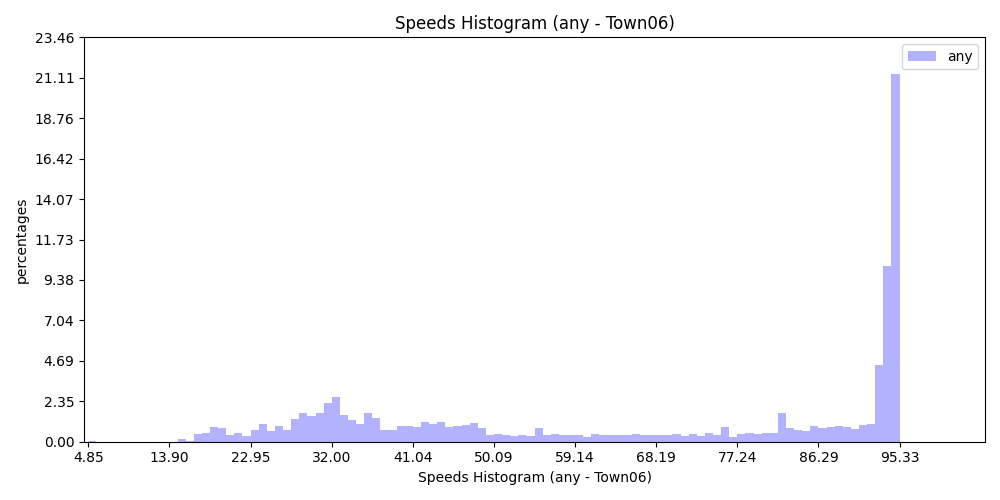 Speeds Histogram (any - Town06)
23.46
21.11
18.76
16.42
14.07
11.73
9.38
7.04
4.69
2.35
0.00
percentages
any
4.85 13.90 22.95 32.00 41.04 50.09 59.14 68.19 77.24 86.29 95.33
Speeds Histogram (any - Town06)